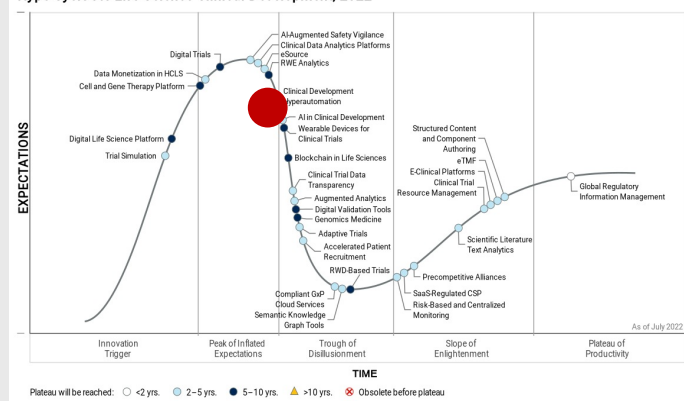 EXPECTATIONS
AI-Augmented Safety Vigilance
Clinical Data Analytics Platforms
eSource
RWE Analytics
Digital Trials
Data Monetization in HCLS
Cell and Gene Therapy Platform
Clinical Development
Hyperautomation
AI in Clinical Development
Wearable Devices for
Clinical Trials
Digital Life Science Platform
Trial Simulation
Blockchain in Life Sciences
Clinical Trial Data
Transparency
Augmented Analytics
Digital Validation Tools
Genomics Medicine
Adaptive Trials
Accelerated Patient
Recruitment
RWD-Based Trials
Compliant GxP
Cloud Services
Semantic Knowledge
Graph Tools
Structured Content
and Component
Authoring
eTMF
E-Clinical Platforms
Clinical Trial
Resource Management
Scientific Literature
Text Analytics
Precompetitive Alliances
SaaS-Regulated CSP
Risk-Based and Centralized
Monitoring
Global Regulatory
Information Management
As of July 2022
Innovation
Trigger
Peak of Inflated
Expectations
Trough of
Disillusionment
Slope of
Enlightenment
Plateau of
Productivity
TIME
Plateau will be reached: <2 yrs. 2–5 yrs. 5–10 yrs. >10 yrs. Obsolete before plateau